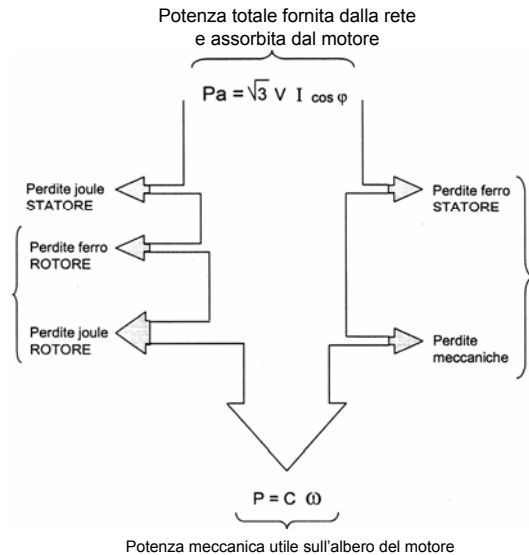 Potenza totale fornita dalla rete
e assorbita dal motore
Pa = √3 V I cos φ
Perdite joule
STATORE
Perdite ferro
STATORE
Perdite ferro
ROTORE
Perdite joule
ROTORE
Perdite
meccaniche
P = C ω
Potenza meccanica utile sull'albero del motore